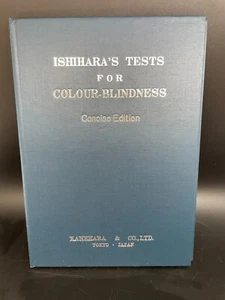 ISHIHARA'S TESTS
FOR
COLOUR-BLINDNESS
Concise Edition
KANEHARA & CO., LTD.
TOKYO - JAPAN